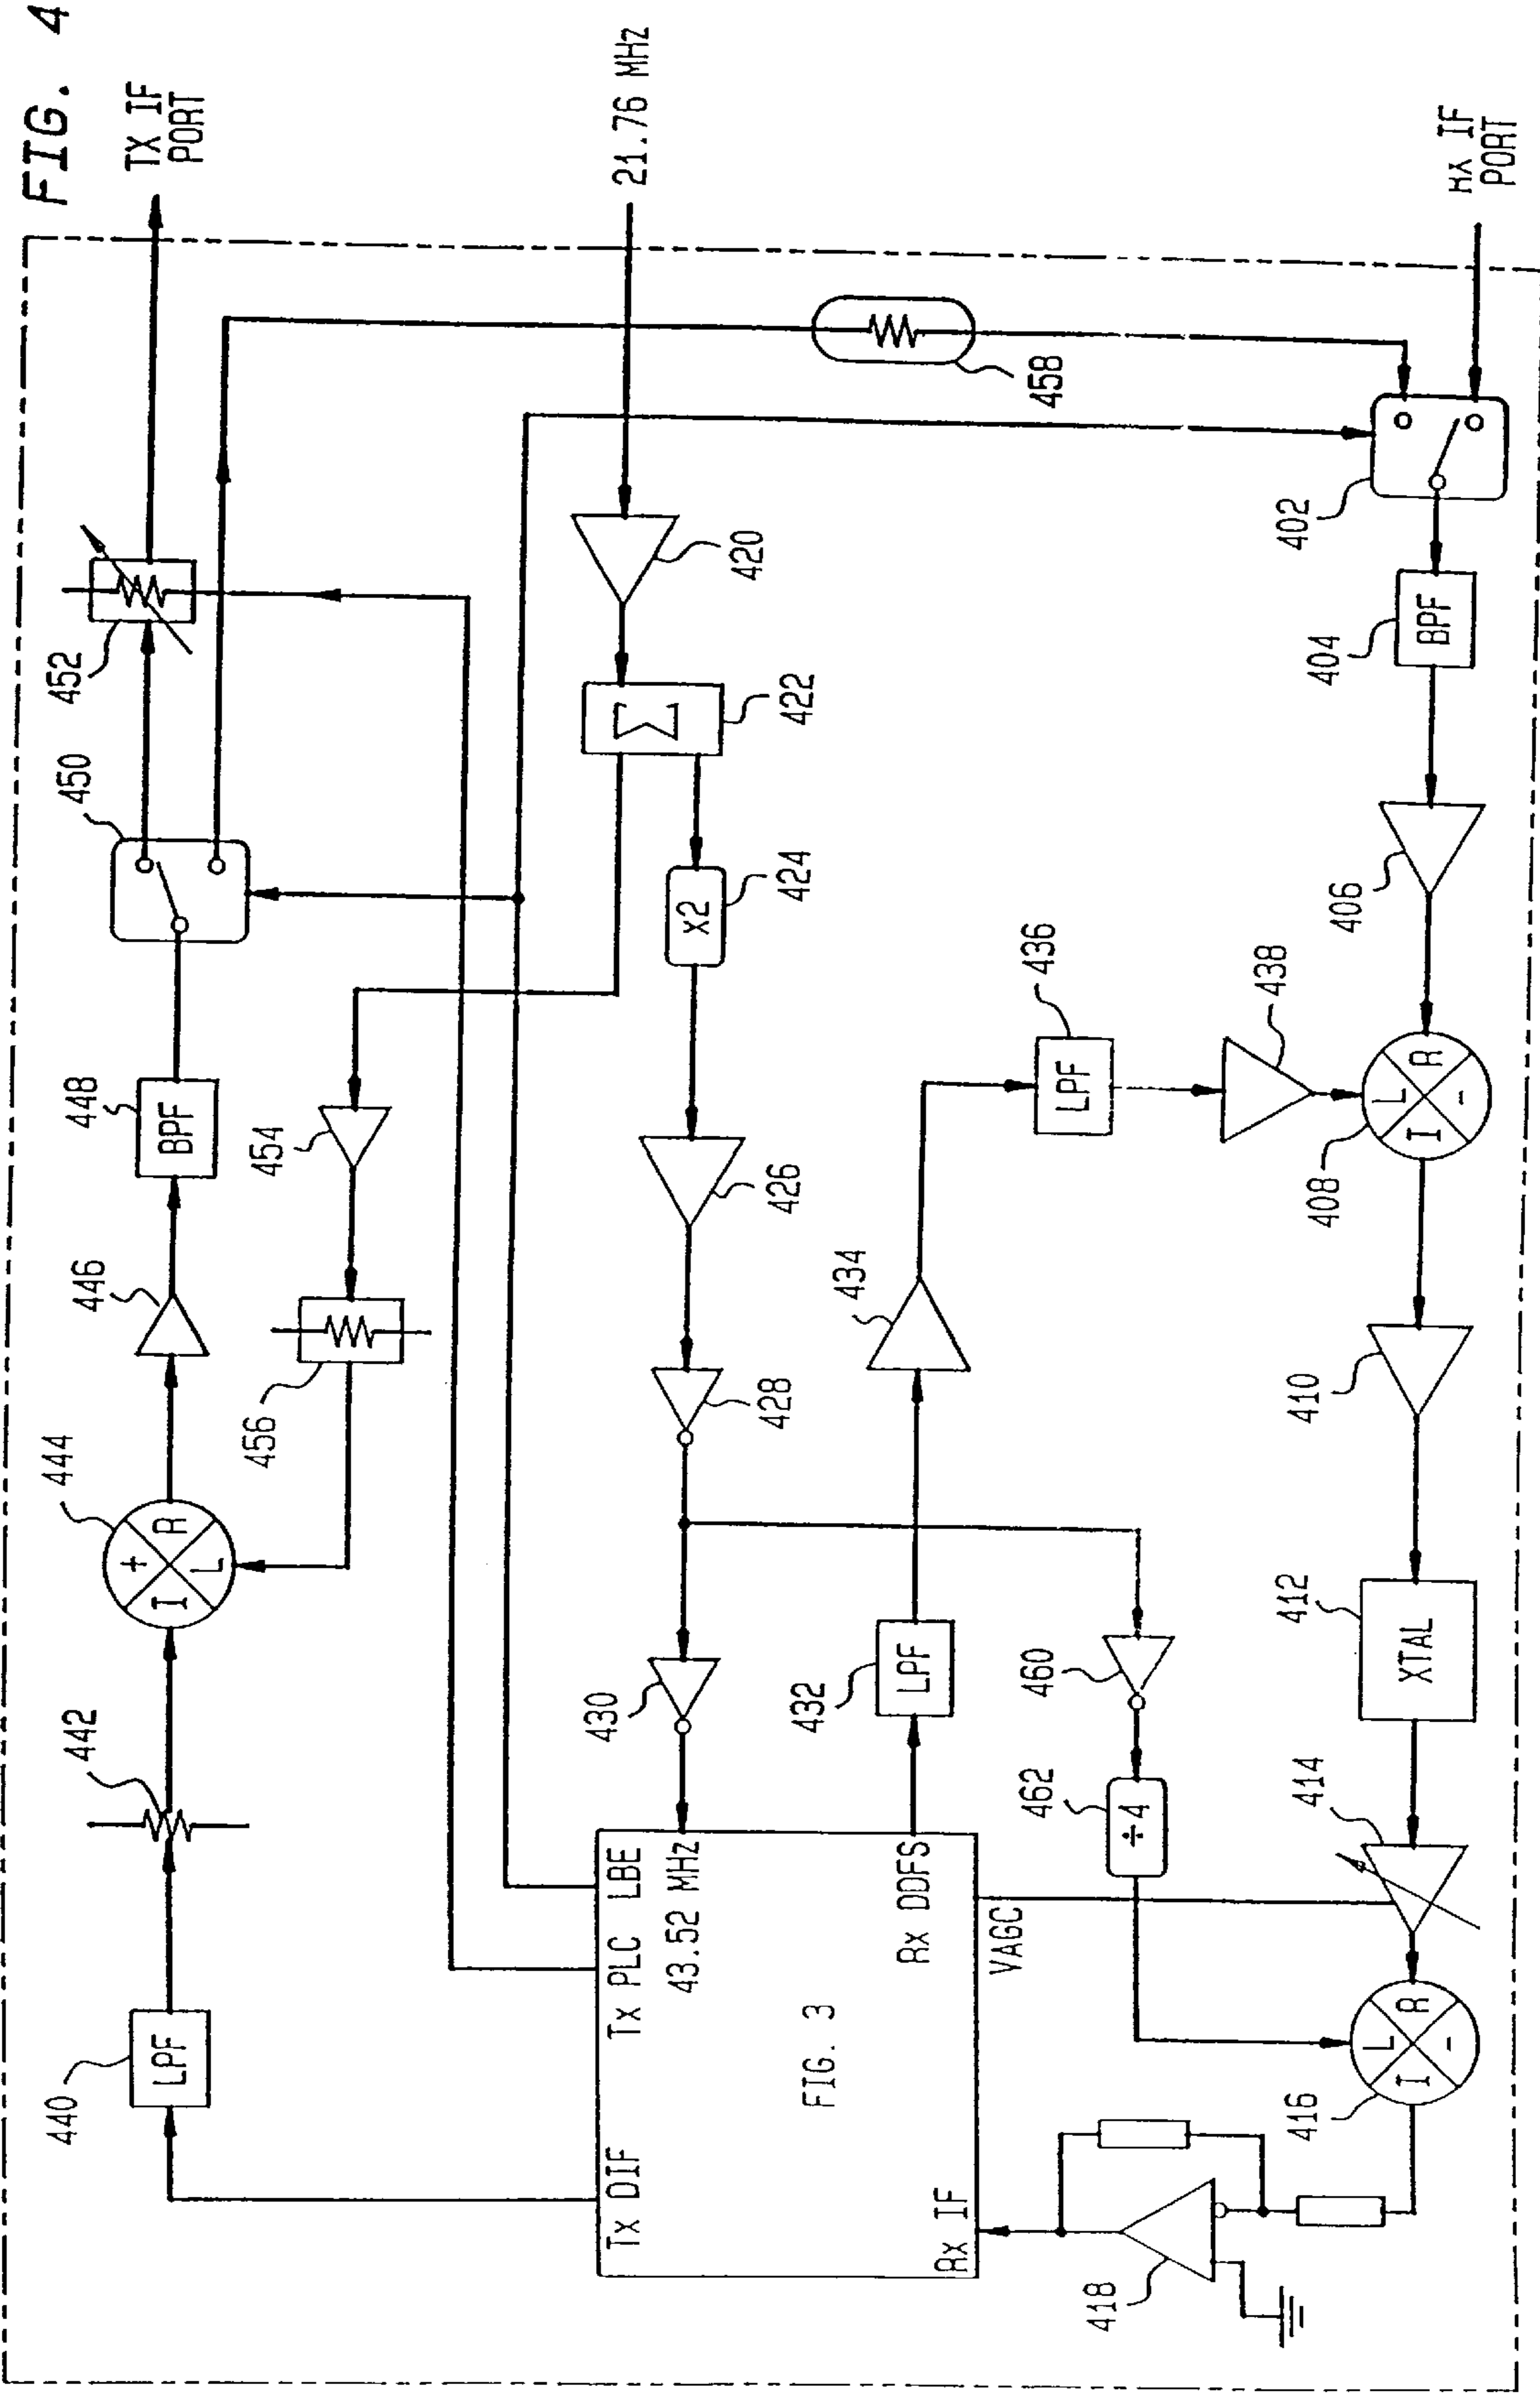 FIG. 4
TX IF
PORT
21.76 MHz
RX IF
PORT
440
LPF
442
444
I
+
R
L
446
448
BPF
450
452
454
456
420
Σ
422
x2
424
426
428
430
458
Tx DIF
Tx PLC
LBE
43.52 MHz
FIG. 3
Rx IF
Rx DDFS
VAGC
432
LPF
434
436
LPF
438
460
462
÷4
402
404
BPF
406
408
L
R
I
-
410
412
XTAL
414
416
L
R
I
-
418